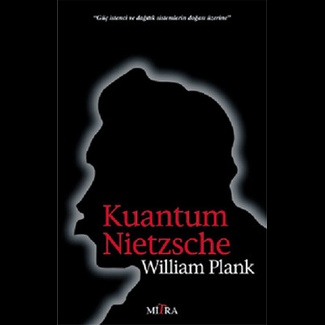 "Güç istenci ve dağıtık sistemlerin doğası üzerine"
Kuantum
Nietzsche
William Plank
MİTRA